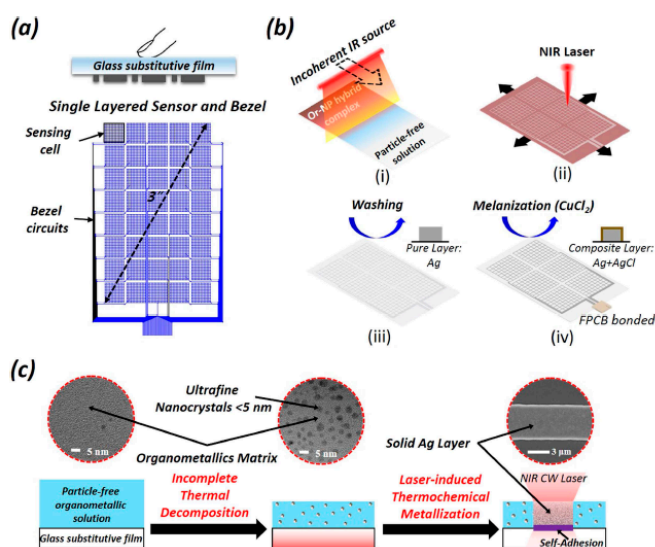 (a)
Glass substitutive film
Single Layered Sensor and Bezel
Sensing
cell
3"
Bezel
circuits
(b)
Incoherent IR source
Or-NP hybrid
complex
Particle-free
solution
(i)
NIR Laser
(ii)
Washing
Pure Layer:
Ag
(iii)
Melanization (CuCl₂)
Composite Layer:
Ag+AgCl
FPCB bonded
(iv)
(c)
Ultrafine
Nanocrystals <5 nm
Organometallics Matrix
5 nm
5 nm
Solid Ag Layer
3 μm
Particle-free
organometallic
solution
Glass substitutive film
Incomplete
Thermal
Decomposition
Laser-induced
Thermochemical
Metallization
NIR CW Laser
Self-Adhesion